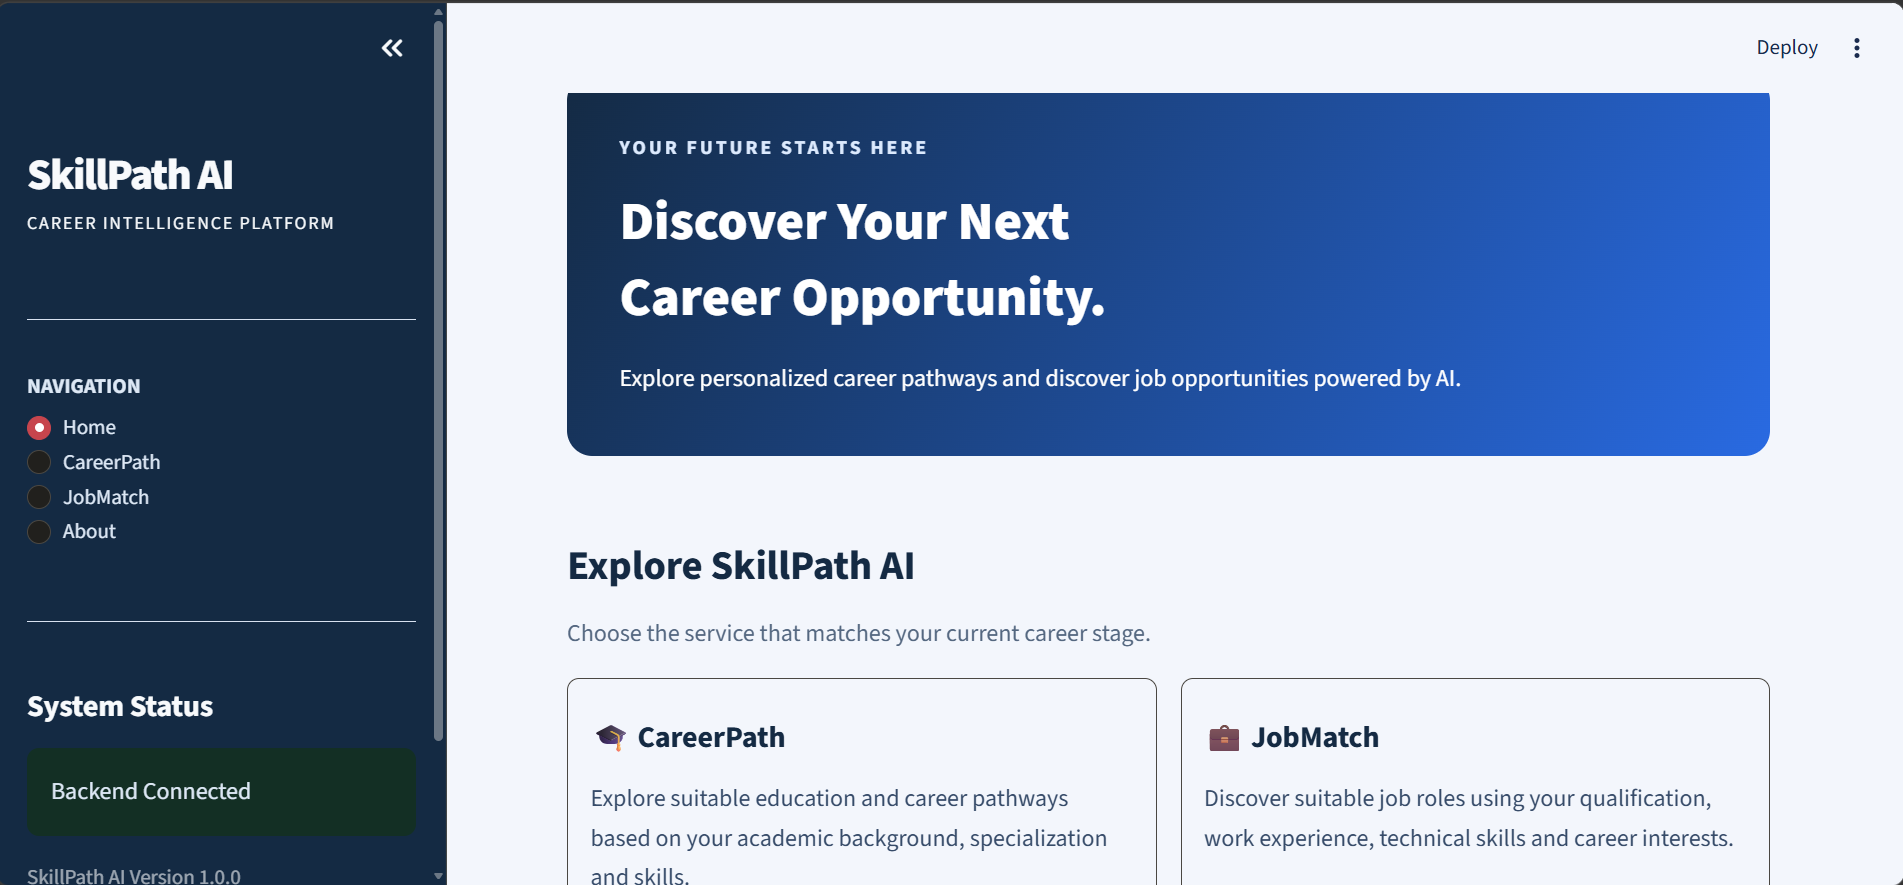 SkillPath AI
CAREER INTELLIGENCE PLATFORM
NAVIGATION
Home
CareerPath
JobMatch
About
System Status
Backend Connected
SkillPath AI Version 1.0.0
Deploy
YOUR FUTURE STARTS HERE
Discover Your Next
Career Opportunity.
Explore personalized career pathways and discover job opportunities powered by AI.
Explore SkillPath AI
Choose the service that matches your current career stage.
CareerPath
Explore suitable education and career pathways
based on your academic background, specialization
and skills.
JobMatch
Discover suitable job roles using your qualification,
work experience, technical skills and career interests.